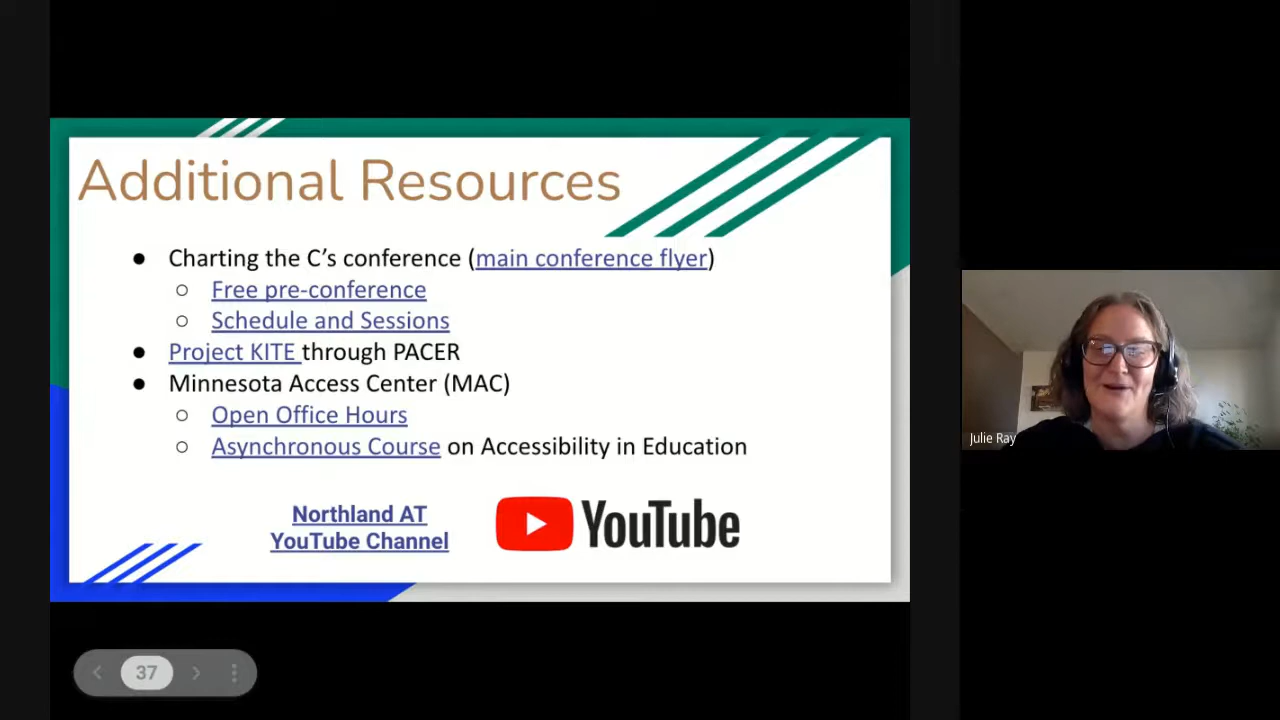 Additional Resources
● Charting the C’s conference (main conference flyer)
○ Free pre-conference
○ Schedule and Sessions
● Project KITE through PACER
● Minnesota Access Center (MAC)
○ Open Office Hours
○ Asynchronous Course on Accessibility in Education
Northland AT
YouTube Channel
YouTube
Julie Ray
37